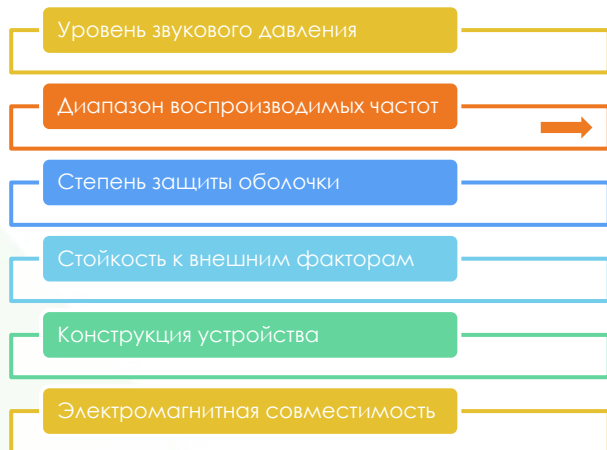 Уровень звукового давления
Диапазон воспроизводимых частот
Степень защиты оболочки
Стойкость к внешним факторам
Конструкция устройства
Электромагнитная совместимость